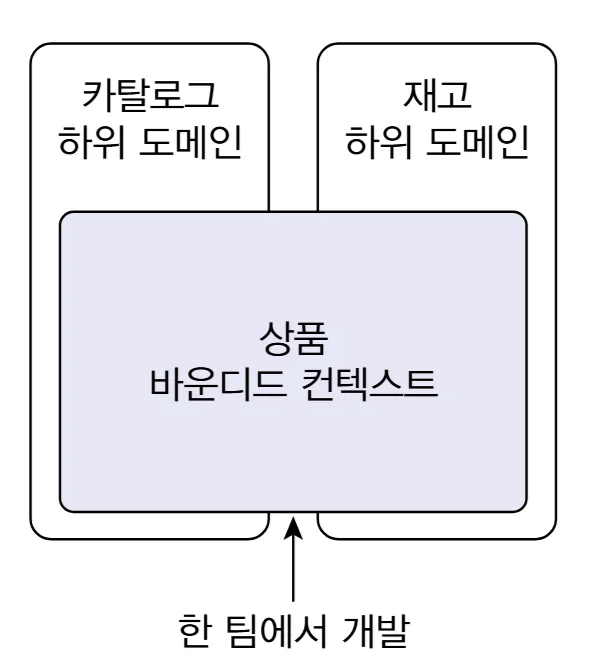 카탈로그
하위 도메인
재고
하위 도메인
상품
바운디드 컨텍스트
한 팀에서 개발